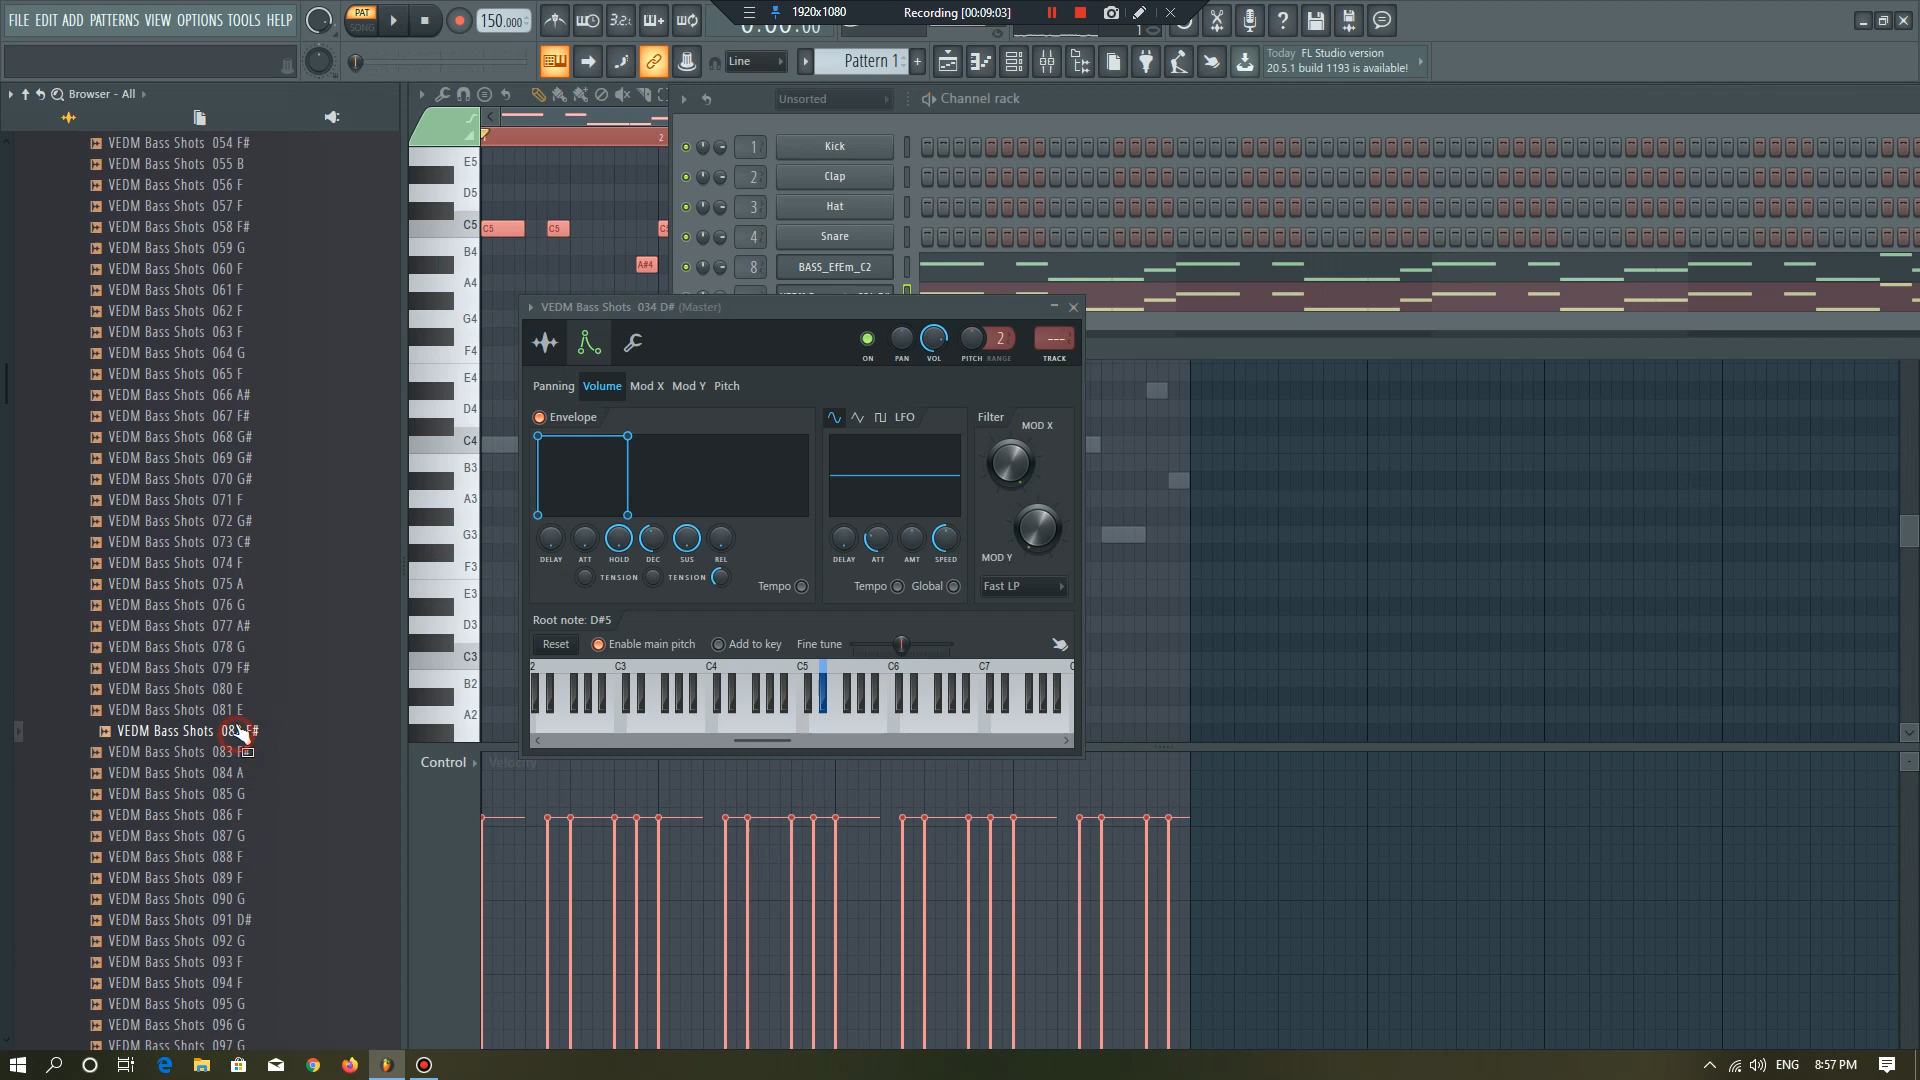 FILE EDIT ADD PATTERNS VIEW OPTIONS TOOLS HELP
PAT
SONG
150.000
3.2.
1920x1080
Recording [00:09:03]
1
Line
Pattern 1
Today FL Studio version
20.5.1 build 1193 is available!
Browser - All
Unsorted
Channel rack
2
VEDM Bass Shots 054 F#
VEDM Bass Shots 055 B
VEDM Bass Shots 056 F
VEDM Bass Shots 057 F
VEDM Bass Shots 058 F#
VEDM Bass Shots 059 G
VEDM Bass Shots 060 F
VEDM Bass Shots 061 F
VEDM Bass Shots 062 F
VEDM Bass Shots 063 F
VEDM Bass Shots 064 G
VEDM Bass Shots 065 F
VEDM Bass Shots 066 A#
VEDM Bass Shots 067 F#
VEDM Bass Shots 068 G#
VEDM Bass Shots 069 G#
VEDM Bass Shots 070 G#
VEDM Bass Shots 071 F
VEDM Bass Shots 072 G#
VEDM Bass Shots 073 C#
VEDM Bass Shots 074 F
VEDM Bass Shots 075 A
VEDM Bass Shots 076 G
VEDM Bass Shots 077 A#
VEDM Bass Shots 078 G
VEDM Bass Shots 079 F#
VEDM Bass Shots 080 E
VEDM Bass Shots 081 E
VEDM Bass Shots
VEDM Bass Shots 083
VEDM Bass Shots 084 A
VEDM Bass Shots 085 G
VEDM Bass Shots 086 F
VEDM Bass Shots 087 G
VEDM Bass Shots 088 F
VEDM Bass Shots 089 F
VEDM Bass Shots 090 G
VEDM Bass Shots 091 D#
VEDM Bass Shots 092 G
VEDM Bass Shots 093 F
VEDM Bass Shots 094 F
VEDM Bass Shots 095 G
VEDM Bass Shots 096 G
VEDM Bass Shots 097 G
E5
D5
C5 C5 C5
B4 A#4
A4
G4
F4
E4
D4
C4
B3
A3
G3
F3
E3
D3
C3
B2
A2
1 Kick
2 Clap
3 Hat
4 Snare
8 BASS_EfEm_C2
VEDM Bass Shots 034 D# (Master)
2
ON PAN VOL PITCH RANGE TRACK
Panning Volume Mod X Mod Y Pitch
Envelope
LFO
Filter
MOD X
DELAY ATT HOLD DEC SUS REL
DELAY ATT AMT SPEED
MOD Y
TENSION TENSION
Tempo
Tempo Global
Fast LP
Root note: D#5
Reset Enable main pitch Add to key Fine tune
2 C3 C4 C5 C6 C7
Control Velocity
ENG 8:57 PM